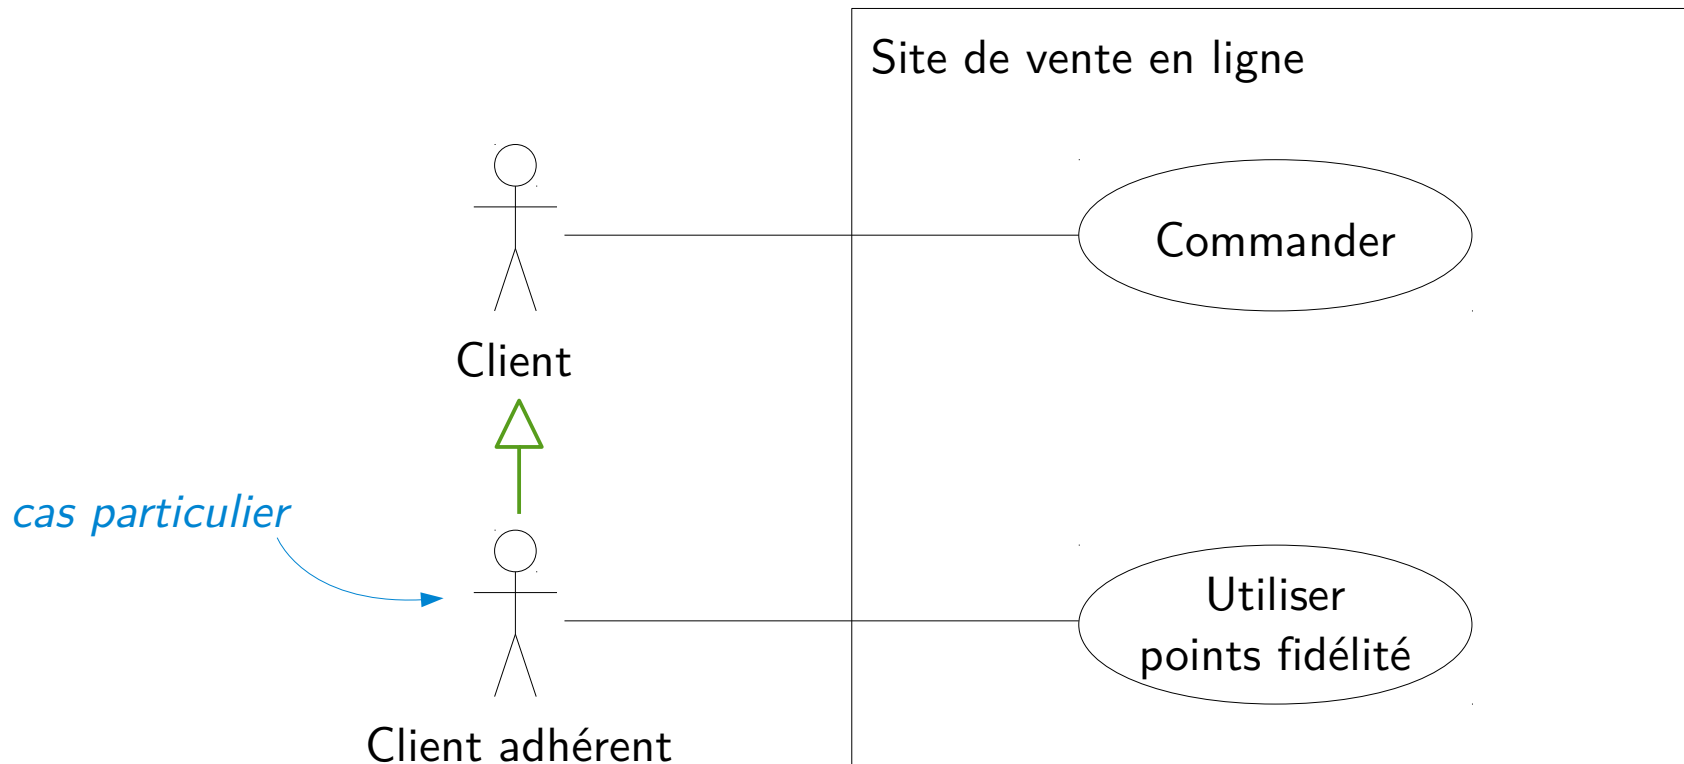 Site de vente en ligne
Commander
Client
cas particulier
Utiliser
points fidélité
Client adhérent